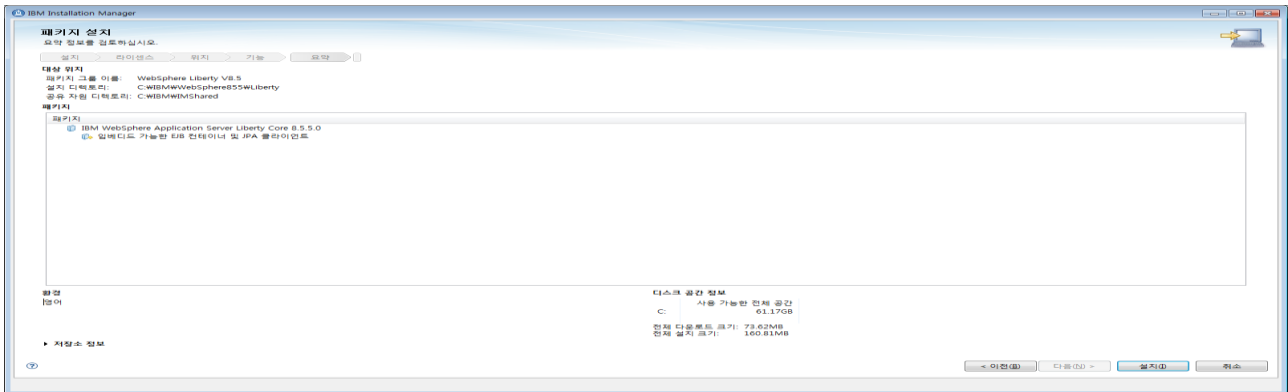 IBM Installation Manager
패키지 설치
요약 정보를 검토하십시오.
설치 라이센스 위치 기능 요약
대상 위치
패키지 그룹 이름: WebSphere Liberty V8.5
설치 디렉토리: C:₩IBM₩WebSphere855₩Liberty
공유 자원 디렉토리: C:₩IBM₩IMShared
패키지
패키지
IBM WebSphere Application Server Liberty Core 8.5.5.0
임베디드 가능한 EJB 컨테이너 및 JPA 클라이언트
환경
영어
디스크 공간 정보
사용 가능한 전체 공간
C: 61.17GB
전체 다운로드 크기: 73.62MB
전체 설치 크기: 160.81MB
▸ 저장소 정보
?
< 이전(B) 다음(N) > 설치(I) 취소